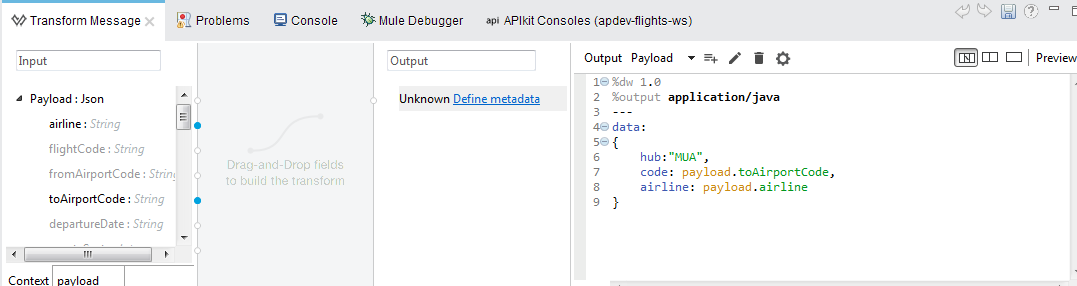 Transform Message
Problems
Console
Mule Debugger
api APIkit Consoles (apdev-flights-ws)
Input
Payload : Json
airline : String
flightCode : String
fromAirportCode : String
toAirportCode : String
departureDate : String
Context payload
Drag-and-Drop fields
to build the transform
Output
Unknown Define metadata
Output Payload
Preview
1 %dw 1.0
2 %output application/java
3 ---
4 data:
5 {
6 hub:"MUA",
7 code: payload.toAirportCode,
8 airline: payload.airline
9 }